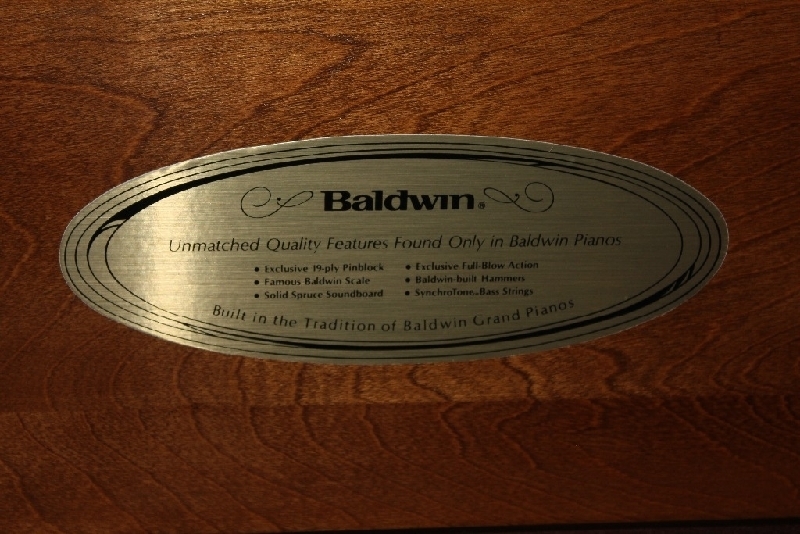 Baldwin®
Unmatched Quality Features Found Only in Baldwin Pianos
• Exclusive 19-ply Pinblock • Exclusive Full-Blow Action
• Famous Baldwin Scale • Baldwin-built Hammers
• Solid Spruce Soundboard • SynchroTone™ Bass Strings
Built in the Tradition of Baldwin Grand Pianos